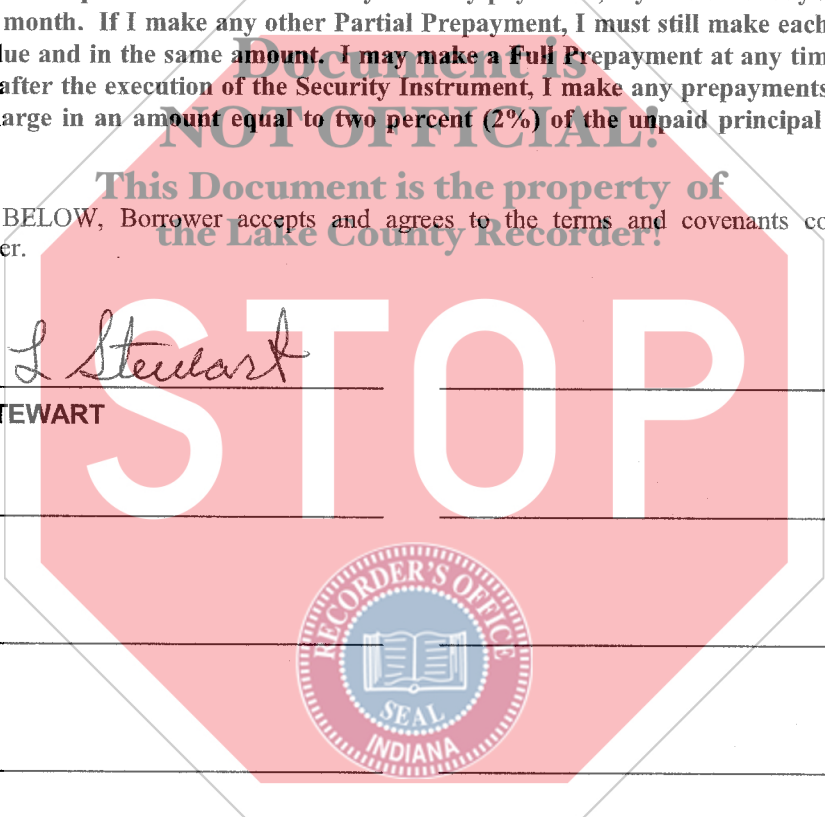 month. If I make any other Partial Prepayment, I must still make each
lue and in the same amount. I may make a Full Prepayment at any tim
Document is
after the execution of the Security Instrument, I make any prepayments
arge in an amount equal to two percent (2%) of the unpaid principal
NOT OFFICIAL!
This Document is the property of
BELOW, Borrower accepts and agrees to the terms and covenants co
the Lake County Recorder!
er.
L Stewart
TEWART
STOP
RECORDER'S OFFICE
SEAL
INDIANA